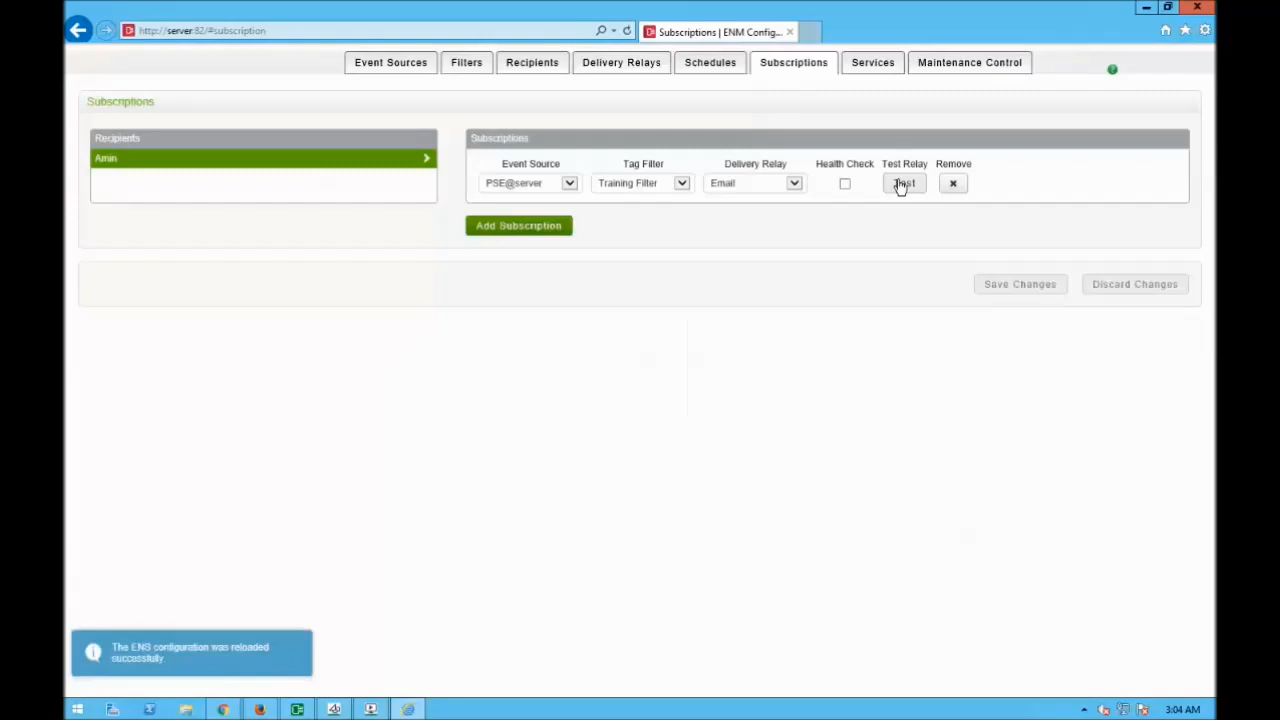 http://server:82/#subscription
Subscriptions | ENM Config...
Event Sources
Filters
Recipients
Delivery Relays
Schedules
Subscriptions
Services
Maintenance Control
Subscriptions
Recipients
Amin
Subscriptions
Event Source
Tag Filter
Delivery Relay
Health Check
Test Relay
Remove
PSE@server
Training Filter
Email
Test
Add Subscription
Save Changes
Discard Changes
The ENS configuration was reloaded
successfully.
3:04 AM